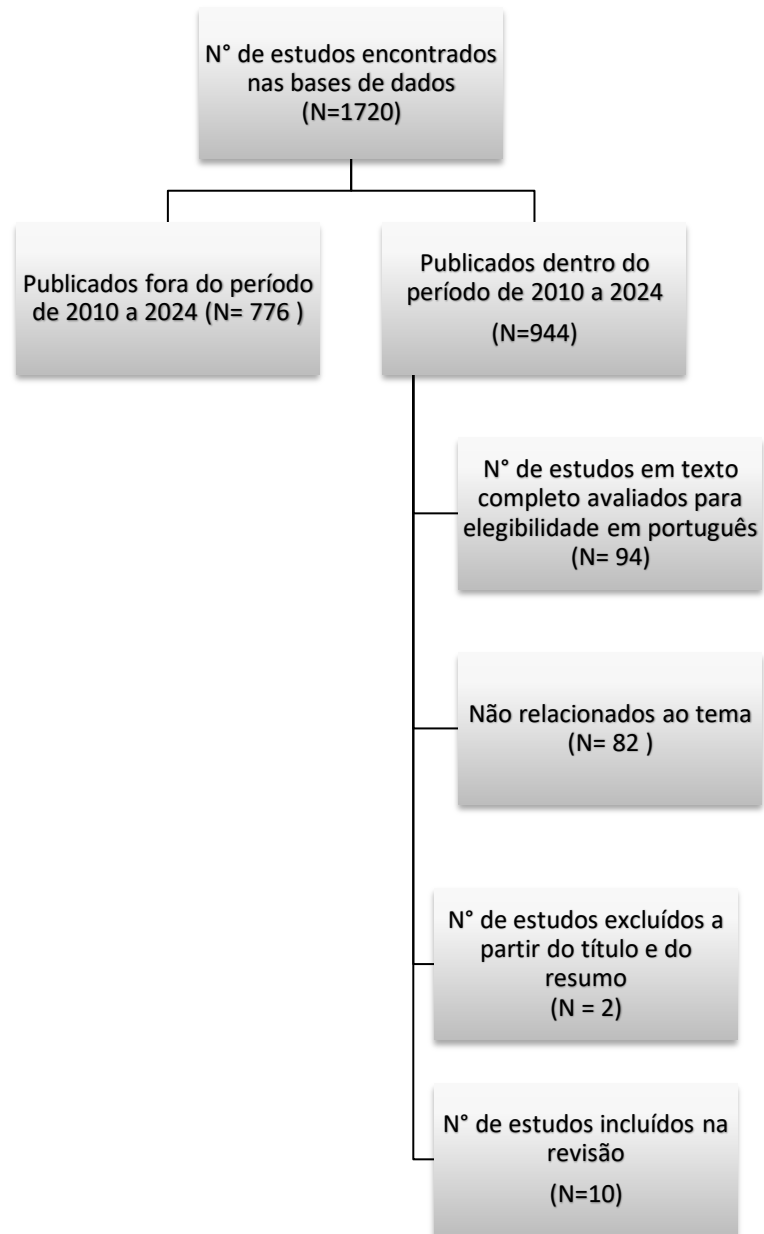 N° de estudos encontrados
nas bases de dados
(N=1720)
Publicados fora do período
de 2010 a 2024 (N= 776 )
Publicados dentro do
período de 2010 a 2024
(N=944)
N° de estudos em texto
completo avaliados para
elegibilidade em português
(N= 94)
Não relacionados ao tema
(N= 82 )
N° de estudos excluídos a
partir do título e do
resumo
(N = 2)
N° de estudos incluídos na
revisão
(N=10)